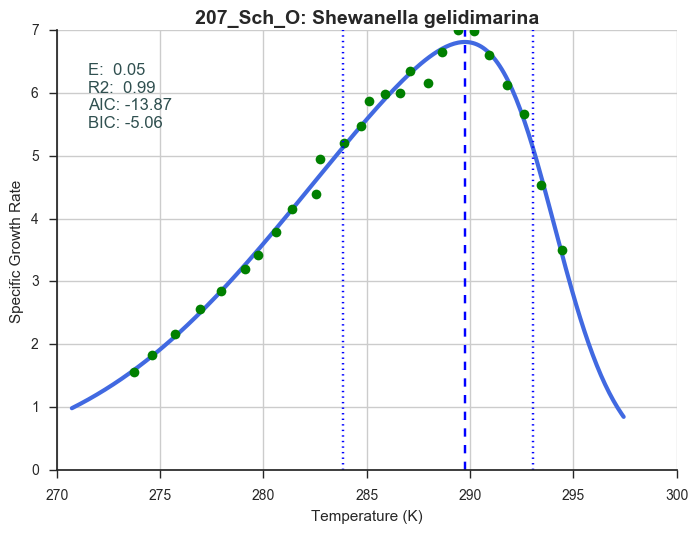 207_Sch_O: Shewanella gelidimarina
E:  0.05
R2:  0.99
AIC: -13.87
BIC: -5.06
7
6
5
4
3
2
1
0
Specific Growth Rate
270 275 280 285 290 295 300
Temperature (K)